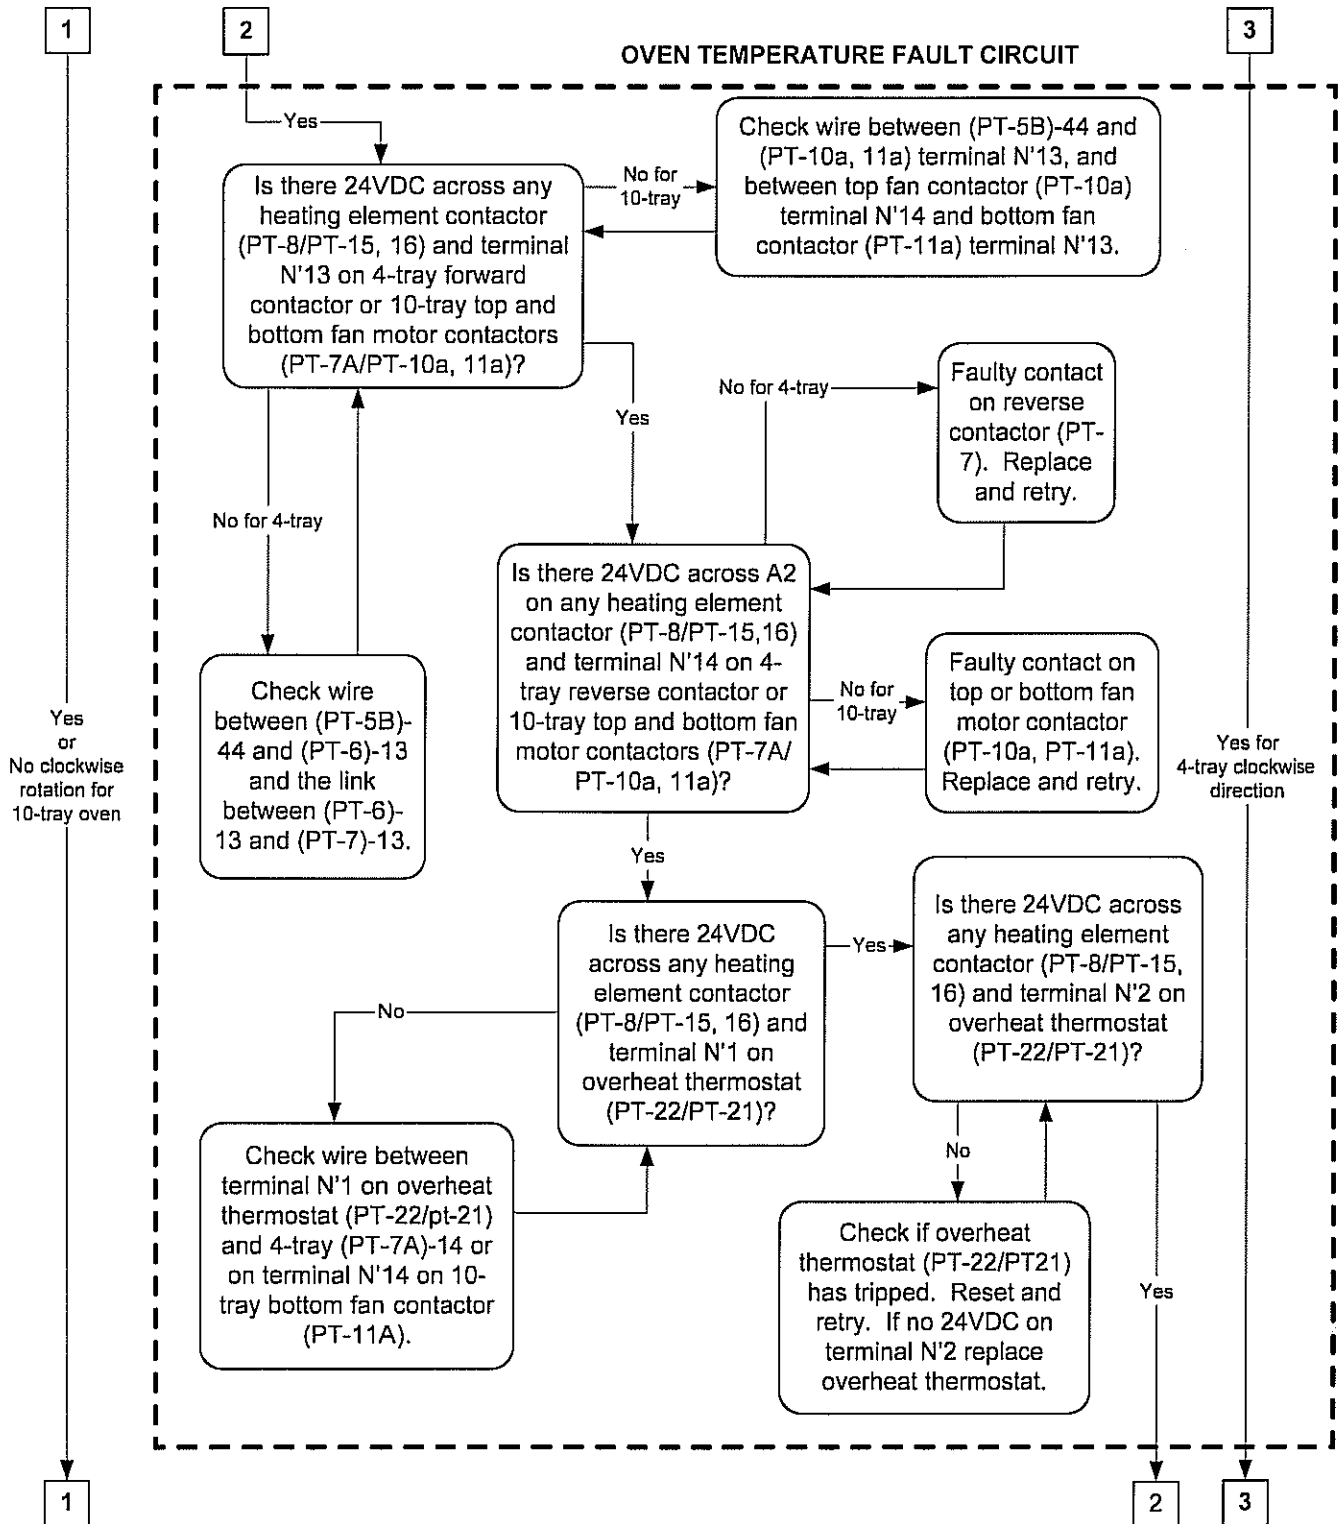 1
2
3
OVEN TEMPERATURE FAULT CIRCUIT
Yes
Is there 24VDC across any
heating element contactor
(PT-8/PT-15, 16) and terminal
N'13 on 4-tray forward
contactor or 10-tray top and
bottom fan motor contactors
(PT-7A/PT-10a, 11a)?
No for
10-tray
Check wire between (PT-5B)-44 and
(PT-10a, 11a) terminal N'13, and
between top fan contactor (PT-10a)
terminal N'14 and bottom fan
contactor (PT-11a) terminal N'13.
No for 4-tray
Yes
No for 4-tray
Faulty contact
on reverse
contactor (PT-
7). Replace
and retry.
Is there 24VDC across A2
on any heating element
contactor (PT-8/PT-15,16)
and terminal N'14 on 4-
tray reverse contactor or
10-tray top and bottom fan
motor contactors (PT-7A/
PT-10a, 11a)?
No for
10-tray
Faulty contact on
top or bottom fan
motor contactor
(PT-10a, PT-11a).
Replace and retry.
Check wire
between (PT-5B)-
44 and (PT-6)-13
and the link
between (PT-6)-
13 and (PT-7)-13.
Yes
or
No clockwise
rotation for
10-tray oven
Yes for
4-tray clockwise
direction
Yes
Is there 24VDC
across any heating
element contactor
(PT-8/PT-15, 16) and
terminal N'1 on
overheat thermostat
(PT-22/PT-21)?
Yes
Is there 24VDC across
any heating element
contactor (PT-8/PT-15,
16) and terminal N'2 on
overheat thermostat
(PT-22/PT-21)?
No
Check wire between
terminal N'1 on overheat
thermostat (PT-22/pt-21)
and 4-tray (PT-7A)-14 or
on terminal N'14 on 10-
tray bottom fan contactor
(PT-11A).
No
Check if overheat
thermostat (PT-22/PT21)
has tripped. Reset and
retry. If no 24VDC on
terminal N'2 replace
overheat thermostat.
Yes
1
2
3